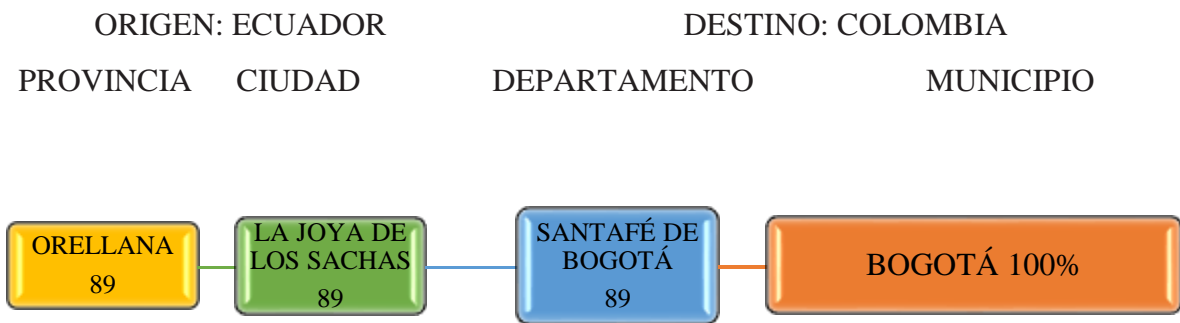 ORIGEN: ECUADOR DESTINO: COLOMBIA
PROVINCIA CIUDAD DEPARTAMENTO MUNICIPIO
ORELLANA
89
LA JOYA DE
LOS SACHAS
89
SANTAFÉ DE
BOGOTÁ
89
BOGOTÁ 100%